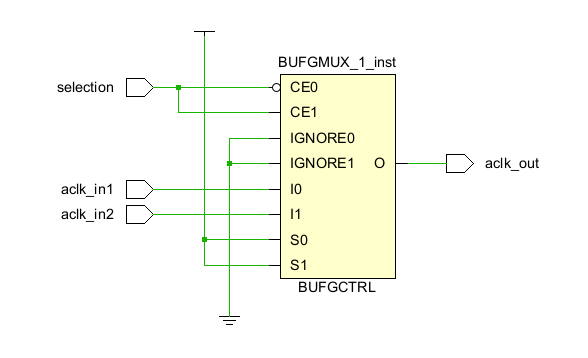 BUFGMUX_1_inst
selection
CE0
CE1
IGNORE0
IGNORE1
O
aclk_out
aclk_in1
I0
aclk_in2
I1
S0
S1
BUFGCTRL